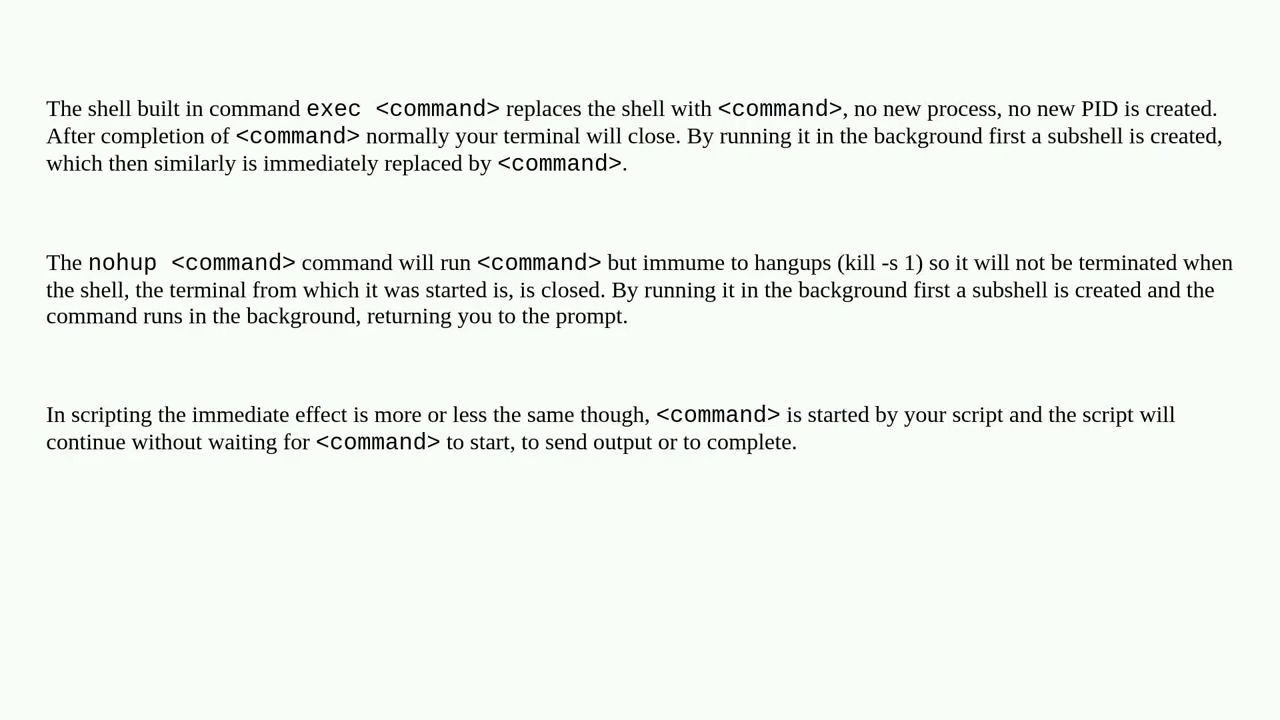 The shell built in command exec <command> replaces the shell with <command>, no new process, no new PID is created.
After completion of <command> normally your terminal will close. By running it in the background first a subshell is created,
which then similarly is immediately replaced by <command>.
The nohup <command> command will run <command> but immume to hangups (kill -s 1) so it will not be terminated when
the shell, the terminal from which it was started is, is closed. By running it in the background first a subshell is created and the
command runs in the background, returning you to the prompt.
In scripting the immediate effect is more or less the same though, <command> is started by your script and the script will
continue without waiting for <command> to start, to send output or to complete.